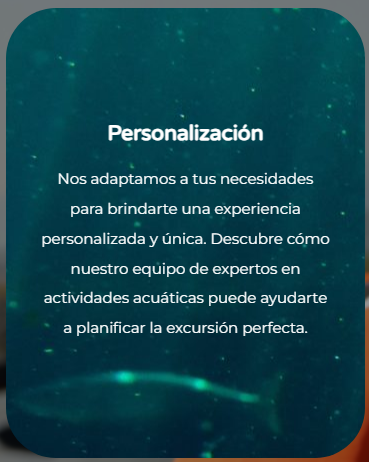 Personalización
Nos adaptamos a tus necesidades
para brindarte una experiencia
personalizada y única. Descubre cómo
nuestro equipo de expertos en
actividades acuáticas puede ayudarte
a planificar la excursión perfecta.